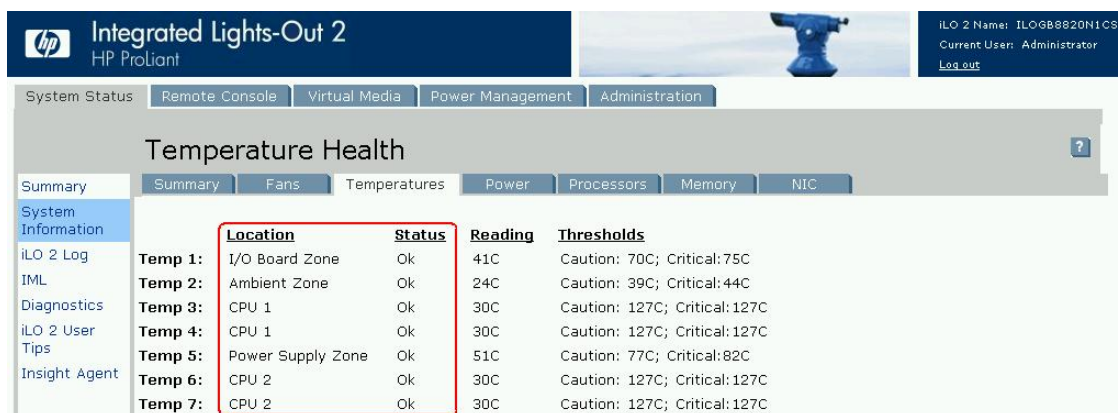 hp
Integrated Lights-Out 2
HP ProLiant
iLO 2 Name: ILOGB8820N1CS
Current User: Administrator
Log out
System Status Remote Console Virtual Media Power Management Administration
Temperature Health
?
Summary Fans Temperatures Power Processors Memory NIC
Summary
System
Information
iLO 2 Log
IML
Diagnostics
iLO 2 User
Tips
Insight Agent
Location Status Reading Thresholds
Temp 1: I/O Board Zone Ok 41C Caution: 70C; Critical:75C
Temp 2: Ambient Zone Ok 24C Caution: 39C; Critical:44C
Temp 3: CPU 1 Ok 30C Caution: 127C; Critical:127C
Temp 4: CPU 1 Ok 30C Caution: 127C; Critical:127C
Temp 5: Power Supply Zone Ok 51C Caution: 77C; Critical:82C
Temp 6: CPU 2 Ok 30C Caution: 127C; Critical:127C
Temp 7: CPU 2 Ok 30C Caution: 127C; Critical:127C